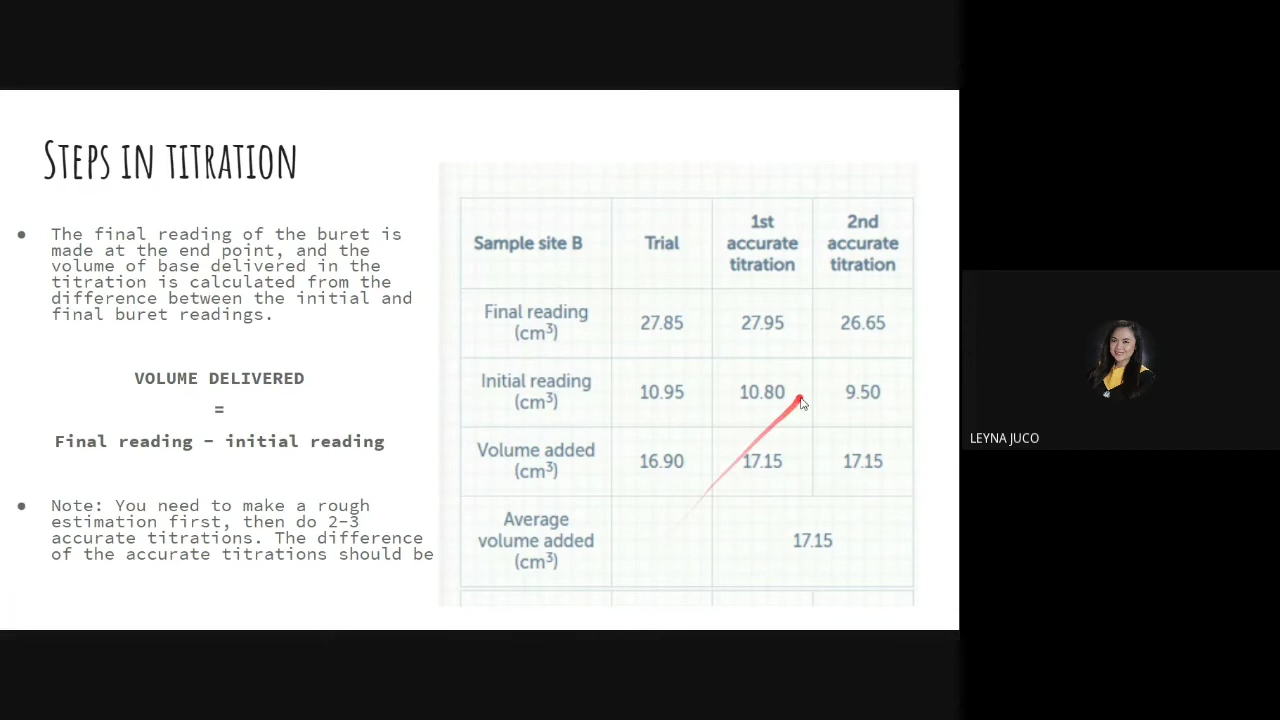 STEPS IN TITRATION
● The final reading of the buret is
made at the end point, and the
volume of base delivered in the
titration is calculated from the
difference between the initial and
final buret readings.
VOLUME DELIVERED
=
Final reading - initial reading
● Note: You need to make a rough
estimation first, then do 2-3
accurate titrations. The difference
of the accurate titrations should be
Sample site B
Trial
1st
accurate
titration
2nd
accurate
titration
Final reading
(cm³)
27.85
27.95
26.65
Initial reading
(cm³)
10.95
10.80
9.50
Volume added
(cm³)
16.90
17.15
17.15
Average
volume added
(cm³)
17.15
LEYNA JUCO